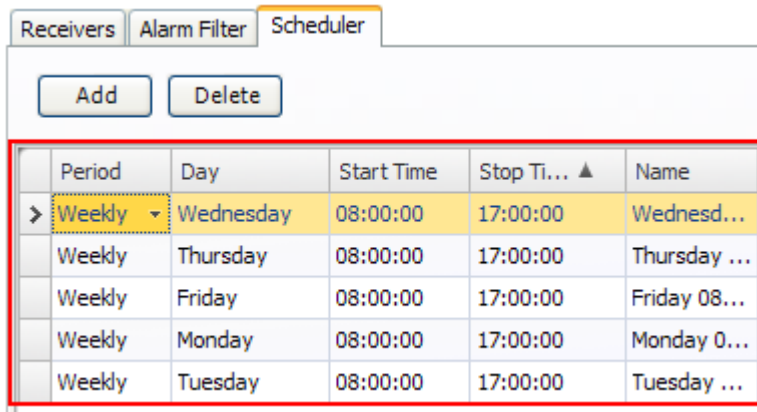 Receivers Alarm Filter Scheduler
Add Delete
Period Day Start Time Stop Ti... ▲ Name
Weekly Wednesday 08:00:00 17:00:00 Wednesd...
Weekly Thursday 08:00:00 17:00:00 Thursday ...
Weekly Friday 08:00:00 17:00:00 Friday 08...
Weekly Monday 08:00:00 17:00:00 Monday 0...
Weekly Tuesday 08:00:00 17:00:00 Tuesday ...